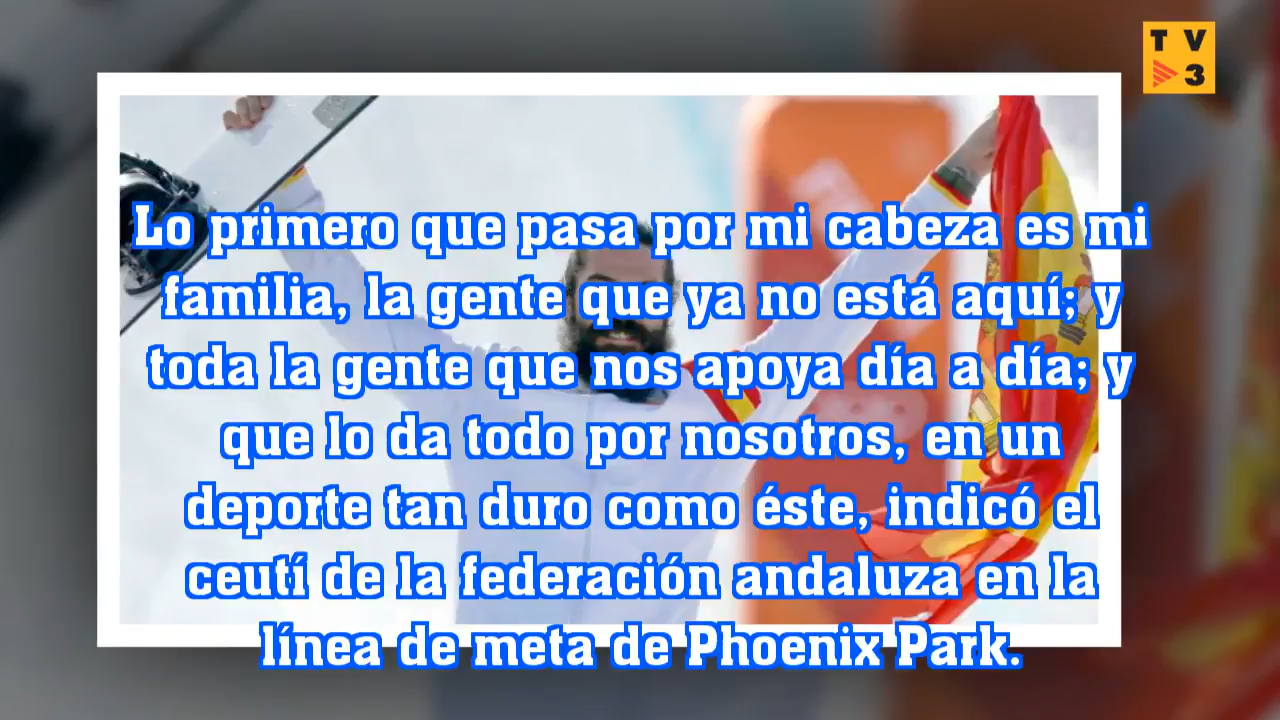 TV
3
Lo primero que pasa por mi cabeza es mi
familia, la gente que ya no está aquí; y
toda la gente que nos apoya día a día; y
que lo da todo por nosotros, en un
deporte tan duro como éste, indicó el
ceutí de la federación andaluza en la
línea de meta de Phoenix Park.